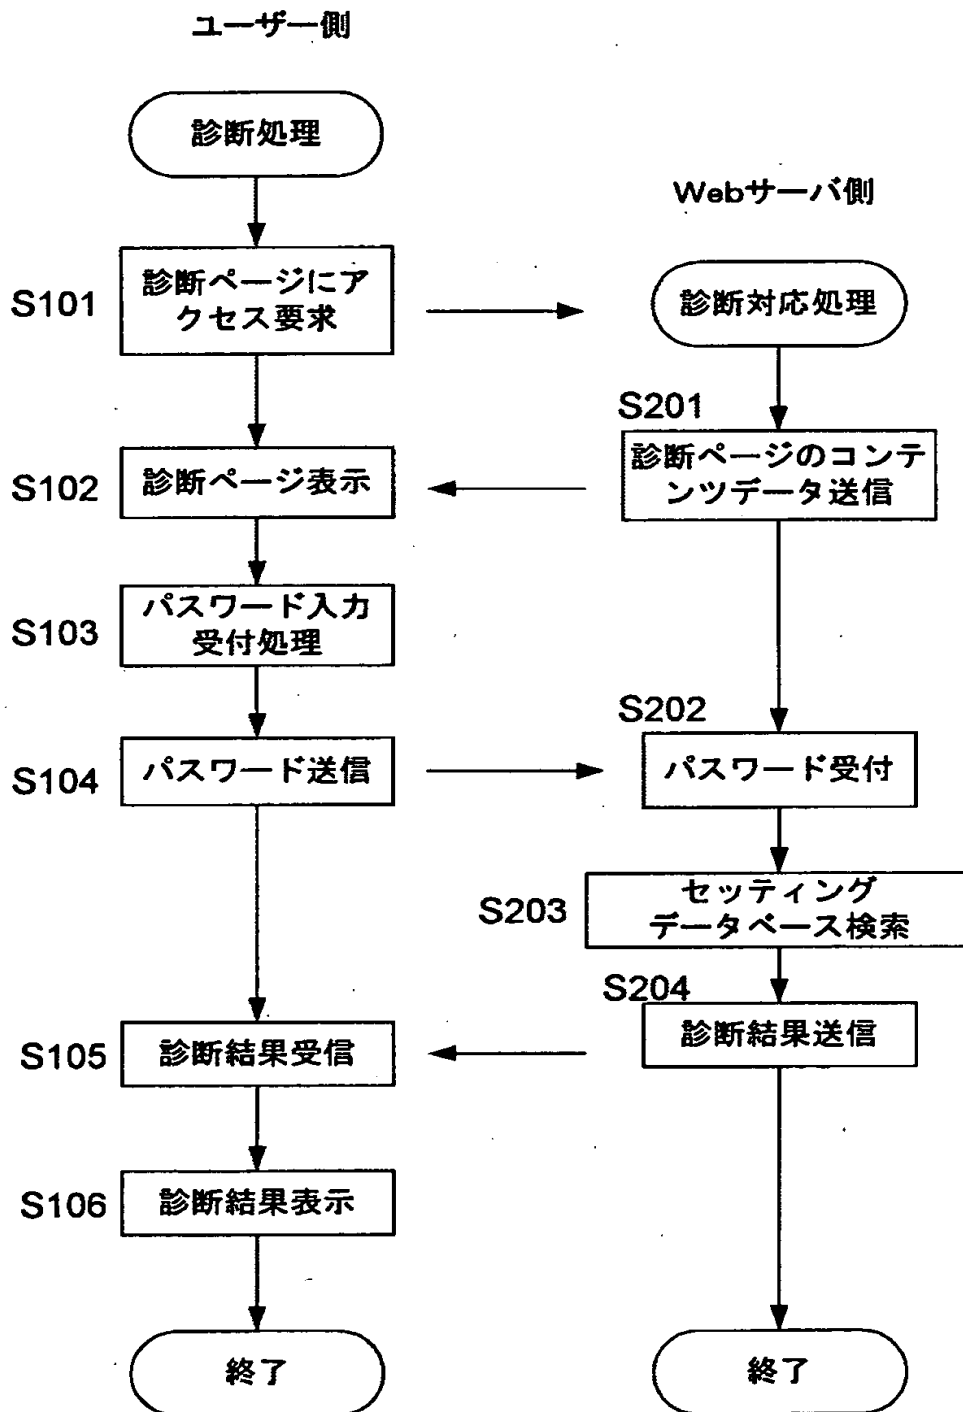 ユーザー側
診断処理
Webサーバ側
S101
診断ページにア
クセス要求
診断対応処理
S201
診断ページのコンテ
ンツデータ送信
S102
診断ページ表示
S103
パスワード入力
受付処理
S202
S104
パスワード送信
パスワード受付
S203
セッティング
データベース検索
S204
診断結果送信
S105
診断結果受信
S106
診断結果表示
終了
終了